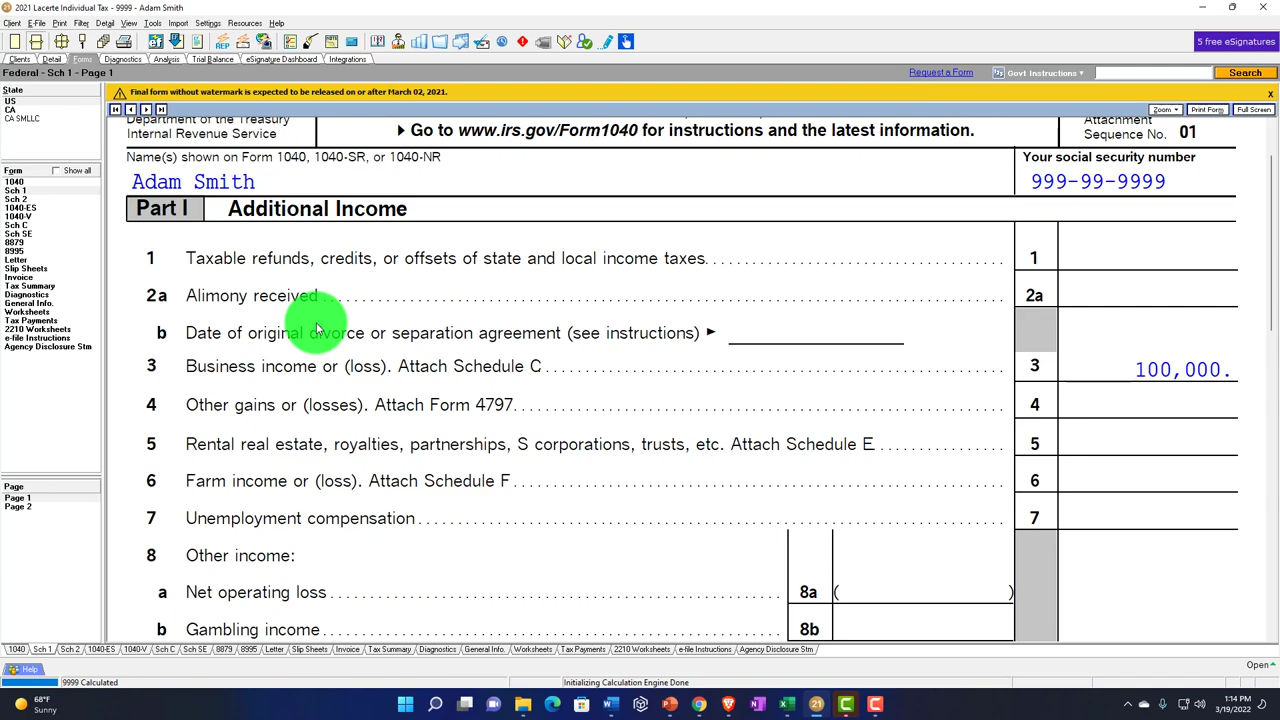 21 2021 Lacerte Individual Tax - 9999 - Adam Smith
Client E-File Print Filter Detail View Tools Import Settings Resources Help
REP
5 free eSignatures
Clients Detail Forms Diagnostics Analysis Trial Balance eSignature Dashboard Integrations
Federal - Sch 1 - Page 1
Request a Form Govt Instructions Search
State
US
CA
CA SMLLC
Final form without watermark is expected to be released on or after March 02, 2021. X
Zoom Print Form Full Screen
Form Show all
1040
Sch 1
Sch 2
1040-ES
1040-V
Sch C
Sch SE
8879
8995
Letter
Slip Sheets
Invoice
Tax Summary
Diagnostics
General Info.
Worksheets
Tax Payments
2210 Worksheets
e-file Instructions
Agency Disclosure Stm
Page
Page 1
Page 2
Department of the Treasury
Internal Revenue Service
Go to www.irs.gov/Form1040 for instructions and the latest information.
Attachment
Sequence No. 01
Name(s) shown on Form 1040, 1040-SR, or 1040-NR
Your social security number
Adam Smith
999-99-9999
Part I Additional Income
1 Taxable refunds, credits, or offsets of state and local income taxes. 1
2a Alimony received 2a
b Date of original divorce or separation agreement (see instructions)
3 Business income or (loss). Attach Schedule C 3 100,000.
4 Other gains or (losses). Attach Form 4797 4
5 Rental real estate, royalties, partnerships, S corporations, trusts, etc. Attach Schedule E 5
6 Farm income or (loss). Attach Schedule F 6
7 Unemployment compensation 7
8 Other income:
a Net operating loss 8a ( )
b Gambling income 8b
1040 Sch 1 Sch 2 1040-ES 1040-V Sch C Sch SE 8879 8995 Letter Slip Sheets Invoice Tax Summary Diagnostics General Info. Worksheets Tax Payments 2210 Worksheets e-file Instructions Agency Disclosure Stm
Help
Open
9999 Calculated
Initializing Calculation Engine Done
68°F
Sunny
21
1:14 PM
3/19/2022